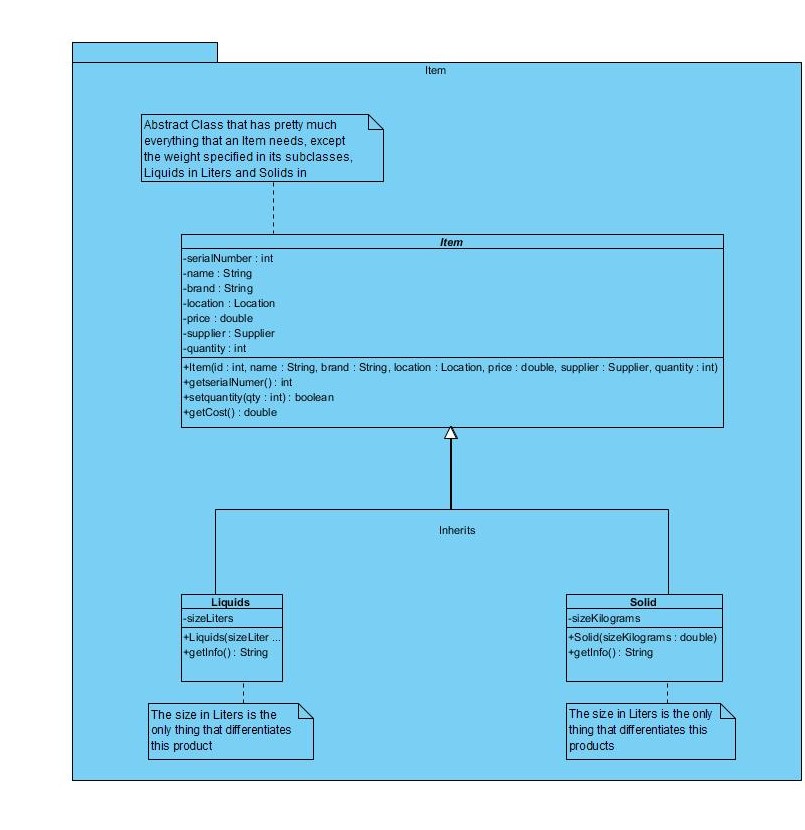 Item
Abstract Class that has pretty much
everything that an Item needs, except
the weight specified in its subclasses,
Liquids in Liters and Solids in
Item
-serialNumber : int
-name : String
-brand : String
-location : Location
-price : double
-supplier : Supplier
-quantity : int
+Item(id : int, name : String, brand : String, location : Location, price : double, supplier : Supplier, quantity : int)
+getserialNumer() : int
+setquantity(qty : int) : boolean
+getCost() : double
Inherits
Liquids
-sizeLiters
+Liquids(sizeLiter ...
+getInfo() : String
The size in Liters is the
only thing that differentiates
this product
Solid
-sizeKilograms
+Solid(sizeKilograms : double)
+getInfo() : String
The size in Liters is the only
thing that differentiates this
products